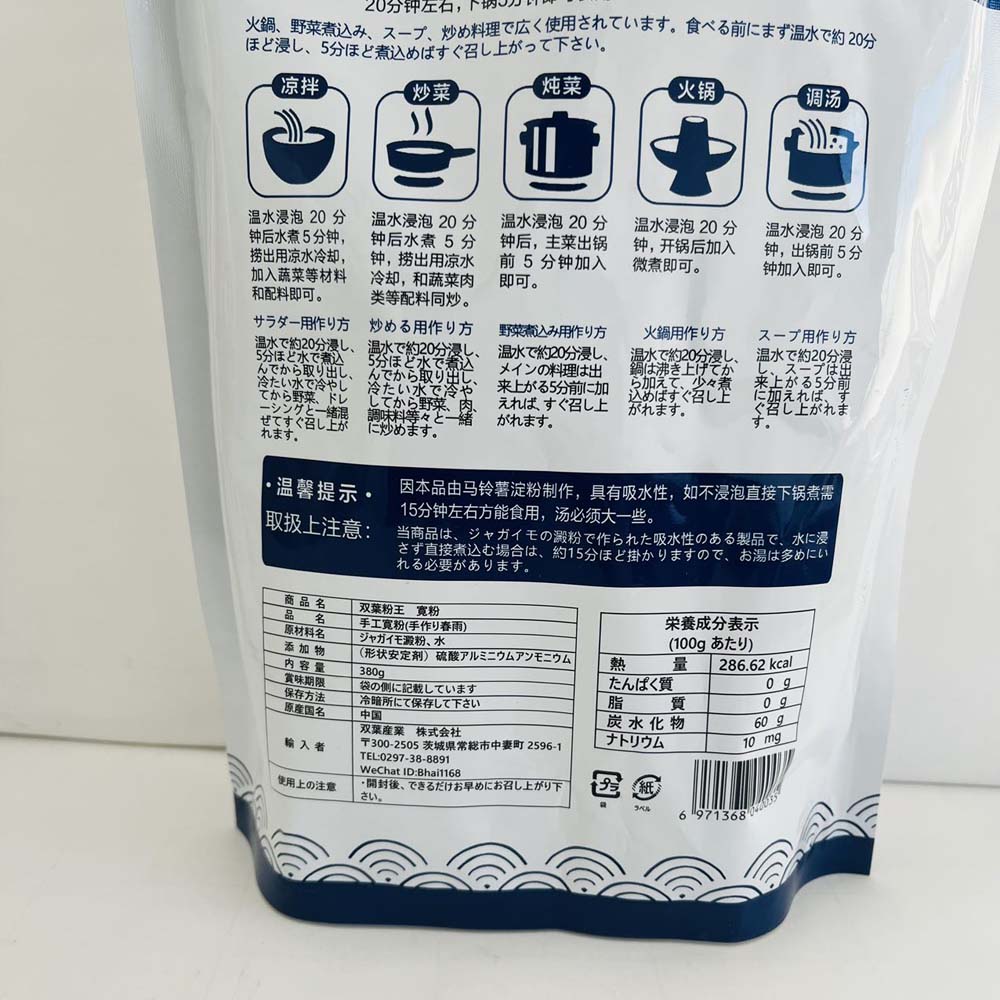 20分钟左右，下锅5分钟即可
火鍋、野菜煮込み、スープ、炒め料理で広く使用されています。食べる前にまず温水で約20分
ほど浸し、5分ほど煮込めばすぐ召し上がって下さい。
凉拌
温水浸泡 20 分
钟后水煮 5 分钟，
捞出用凉水冷却，
加入蔬菜等材料
和配料即可。
炒菜
温水浸泡 20 分
钟后水煮 5 分
钟，捞出用凉水
冷却，和蔬菜肉
类等配料同炒。
炖菜
温水浸泡 20 分
钟后，主菜出锅
前 5 分钟加入
即可。
火锅
温水浸泡 20 分
钟，开锅后加入
微煮即可。
调汤
温水浸泡 20 分
钟，出锅前 5 分
钟加入即可。
サラダー用作り方
温水で約20分浸し、
5分ほど水で煮込
んでから取り出し、
冷たい水で冷やし
てから野菜、ドレ
ーシングと一緒混
ぜてすぐ召し上が
れます。
炒める用作り方
温水で約20分浸し、
5分ほど水で煮込
んでから取り出し、
冷たい水で冷や
してから野菜、肉、
調味料等々と一緒
に炒めます。
野菜煮込み用作り方
温水で約20分浸し、
メインの料理は出
来上がる5分前に加
えれば、すぐ召し上
がれます。
火鍋用作り方
温水で約20分浸し、
鍋は沸き上げてか
ら加えて、少々煮
込めばすぐ召し上
がれます。
スープ用作り方
温水で約20分浸
し、スープは出
来上がる5分前
に加えれば、す
ぐ召し上がれま
す。
·温馨提示·
因本品由马铃薯淀粉制作，具有吸水性，如不浸泡直接下锅煮需
15分钟左右方能食用，汤必须大一些。
取扱上注意：
当商品は、ジャガイモの澱粉で作られた吸水性のある製品で、水に浸
さず直接煮込む場合は、約15分ほど掛かりますので、お湯は多めにい
れる必要があります。
商品名 双葉粉王 寛粉
品名 手工寛粉(手作り春雨)
原材料名 ジャガイモ澱粉、水
添加物 （形状安定剤）硫酸アルミニウムアンモニウム
内容量 380g
賞味期限 袋の側に記載しています
保存方法 冷暗所にて保存して下さい
原産国名 中国
輸入者 双葉産業 株式会社
〒300-2505 茨城県常総市中妻町 2596-1
TEL:0297-38-8891
WeChat ID:Bhai1168
使用上の注意 ·開封後、できるだけお早めにお召し上がり下
さい。
栄養成分表示
(100g あたり)
熱量 286.62 kcal
たんぱく質 0 g
脂質 0 g
炭水化物 60 g
ナトリウム 10 mg
プラ
袋
紙
ラベル
6 971368 040035